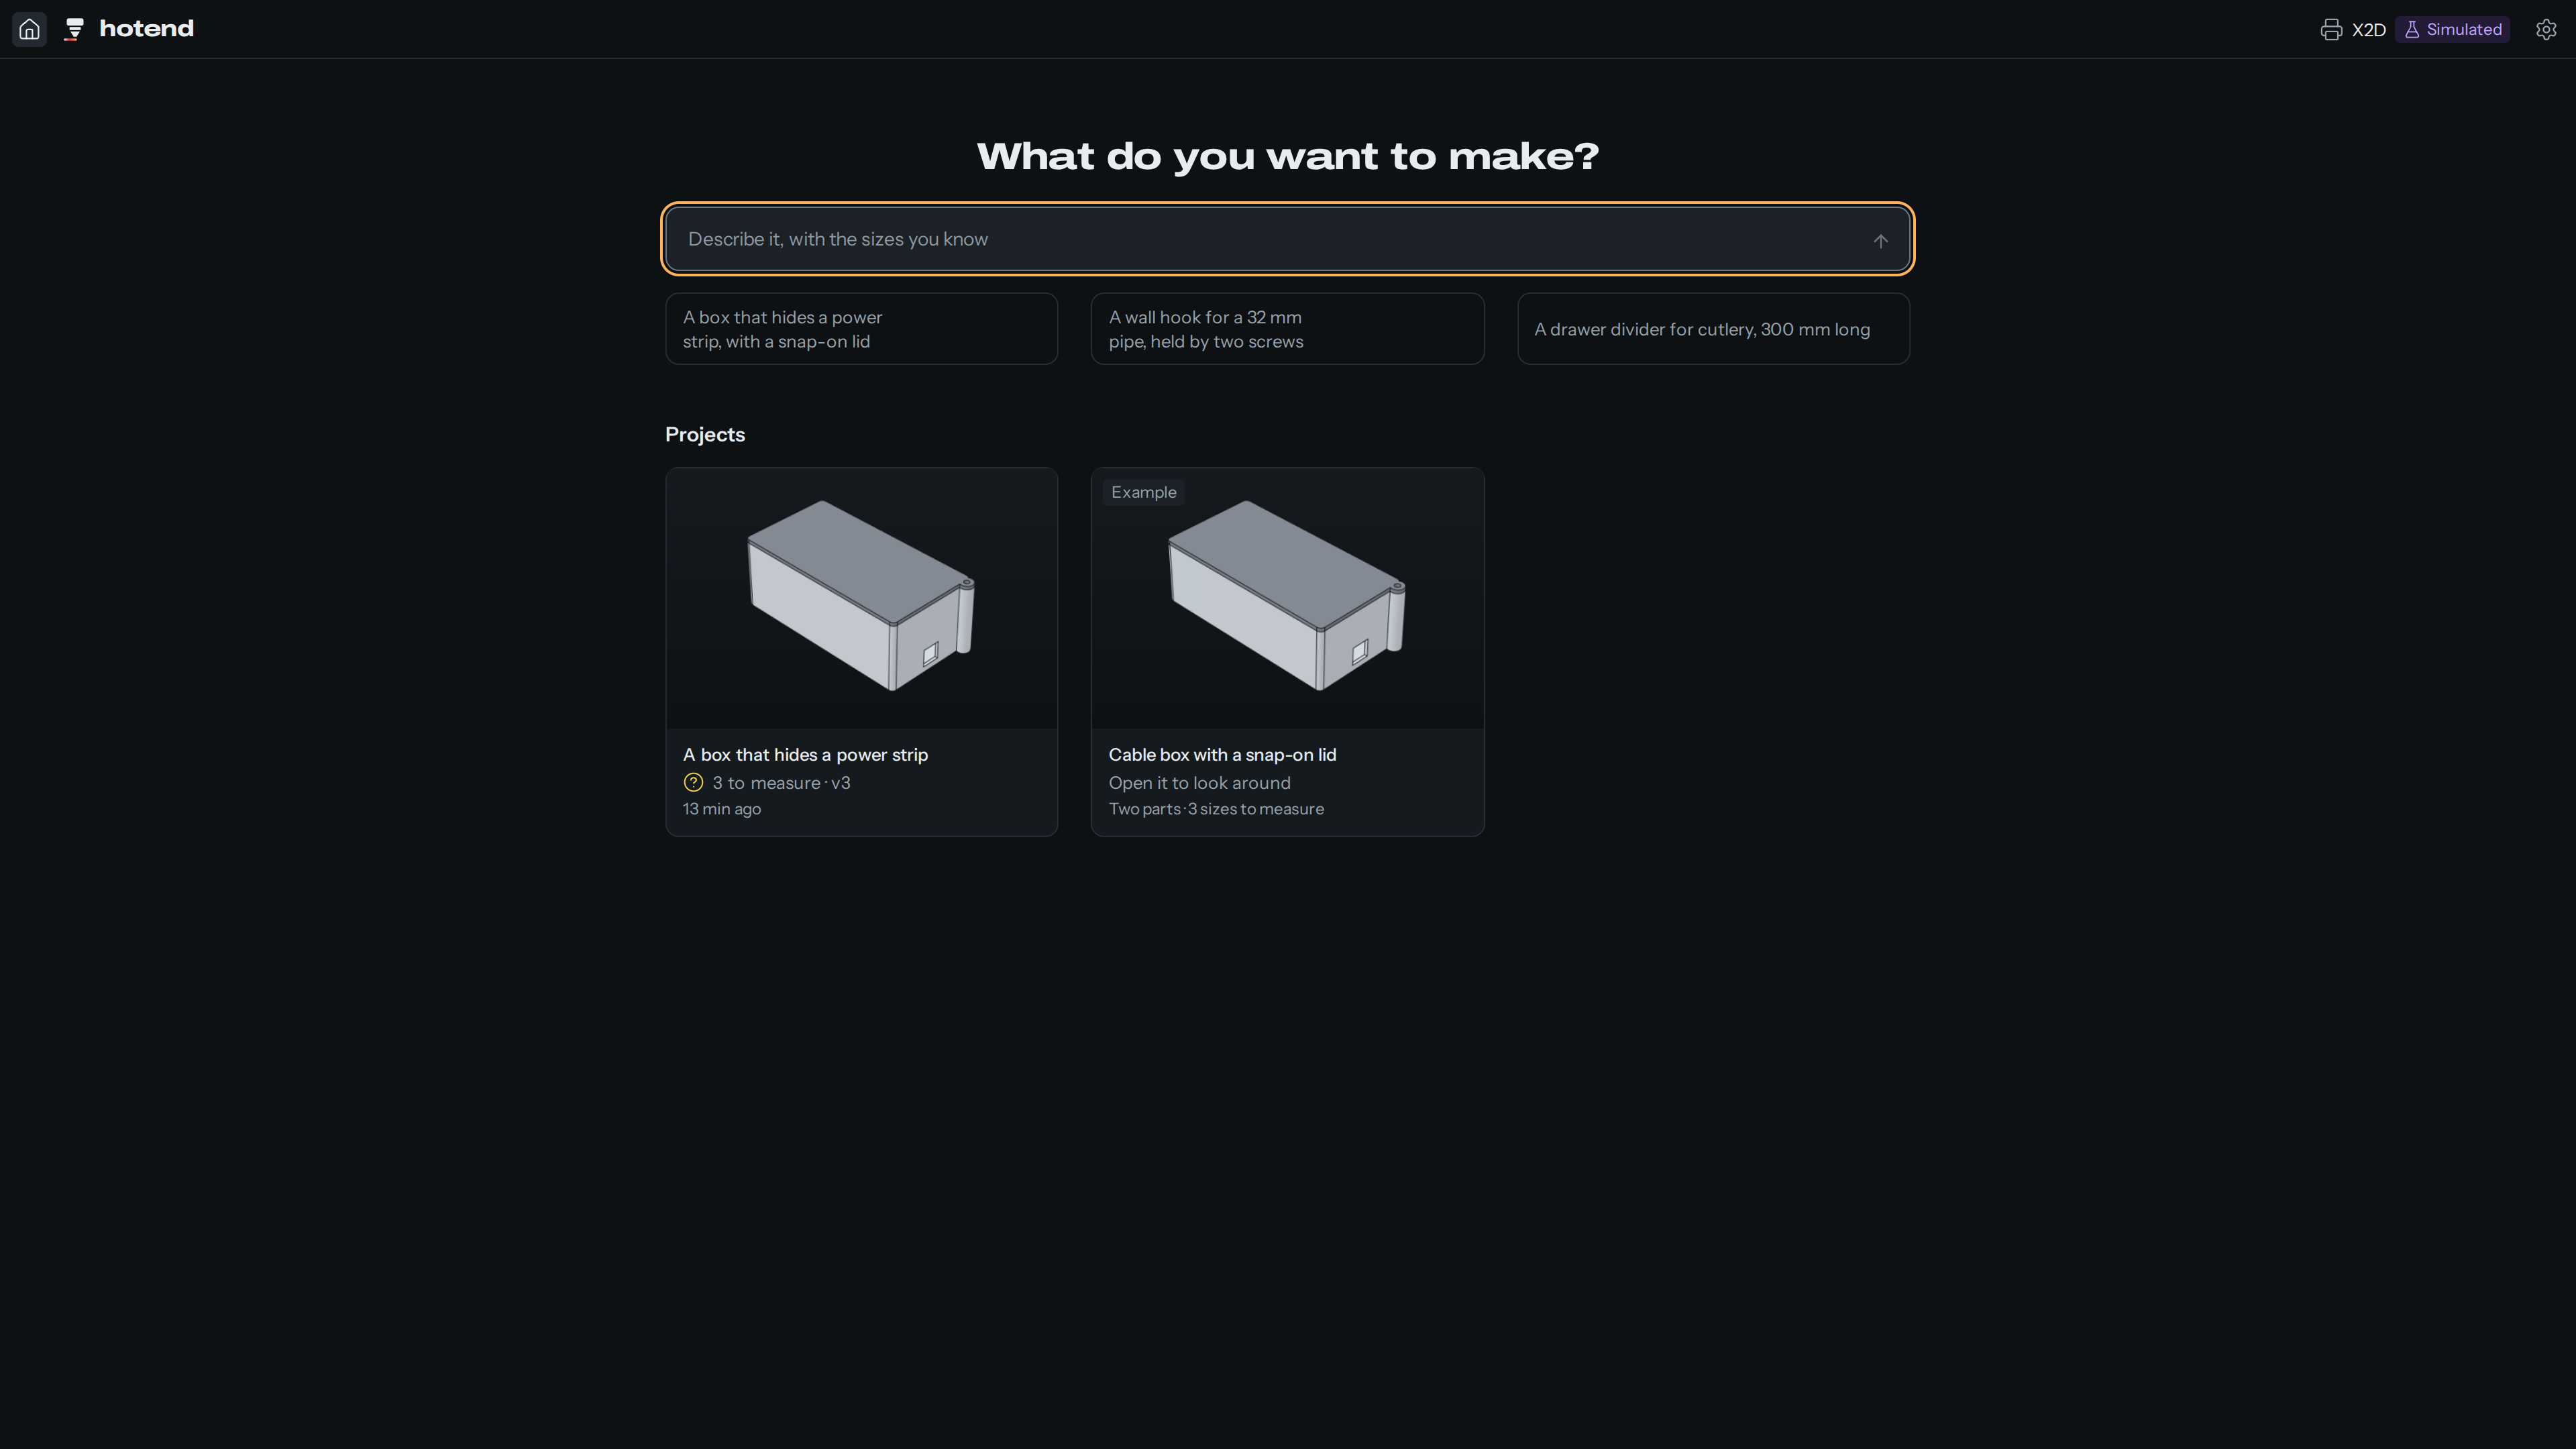 hotend
X2D
Simulated
What do you want to make?
Describe it, with the sizes you know
A box that hides a power
strip, with a snap-on lid
A wall hook for a 32 mm
pipe, held by two screws
A drawer divider for cutlery, 300 mm long
Projects
A box that hides a power strip
3 to measure · v3
13 min ago
Example
Cable box with a snap-on lid
Open it to look around
Two parts · 3 sizes to measure